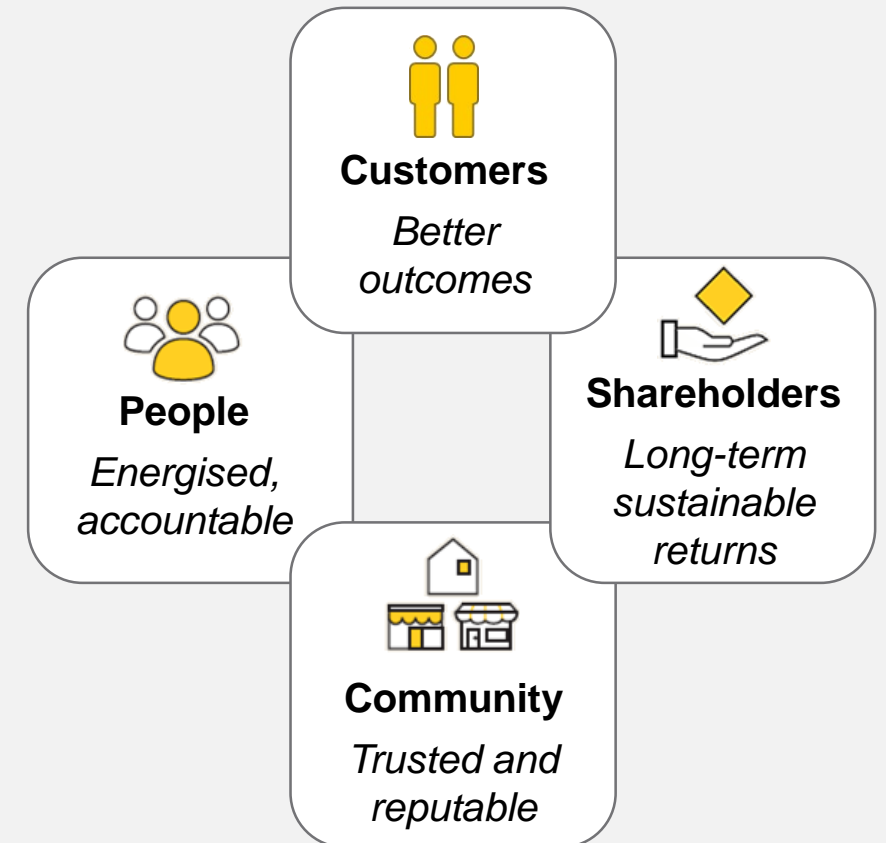 Customers
Better
outcomes
People
Energised,
accountable
Shareholders
Long-term
sustainable
returns
Community
Trusted and
reputable